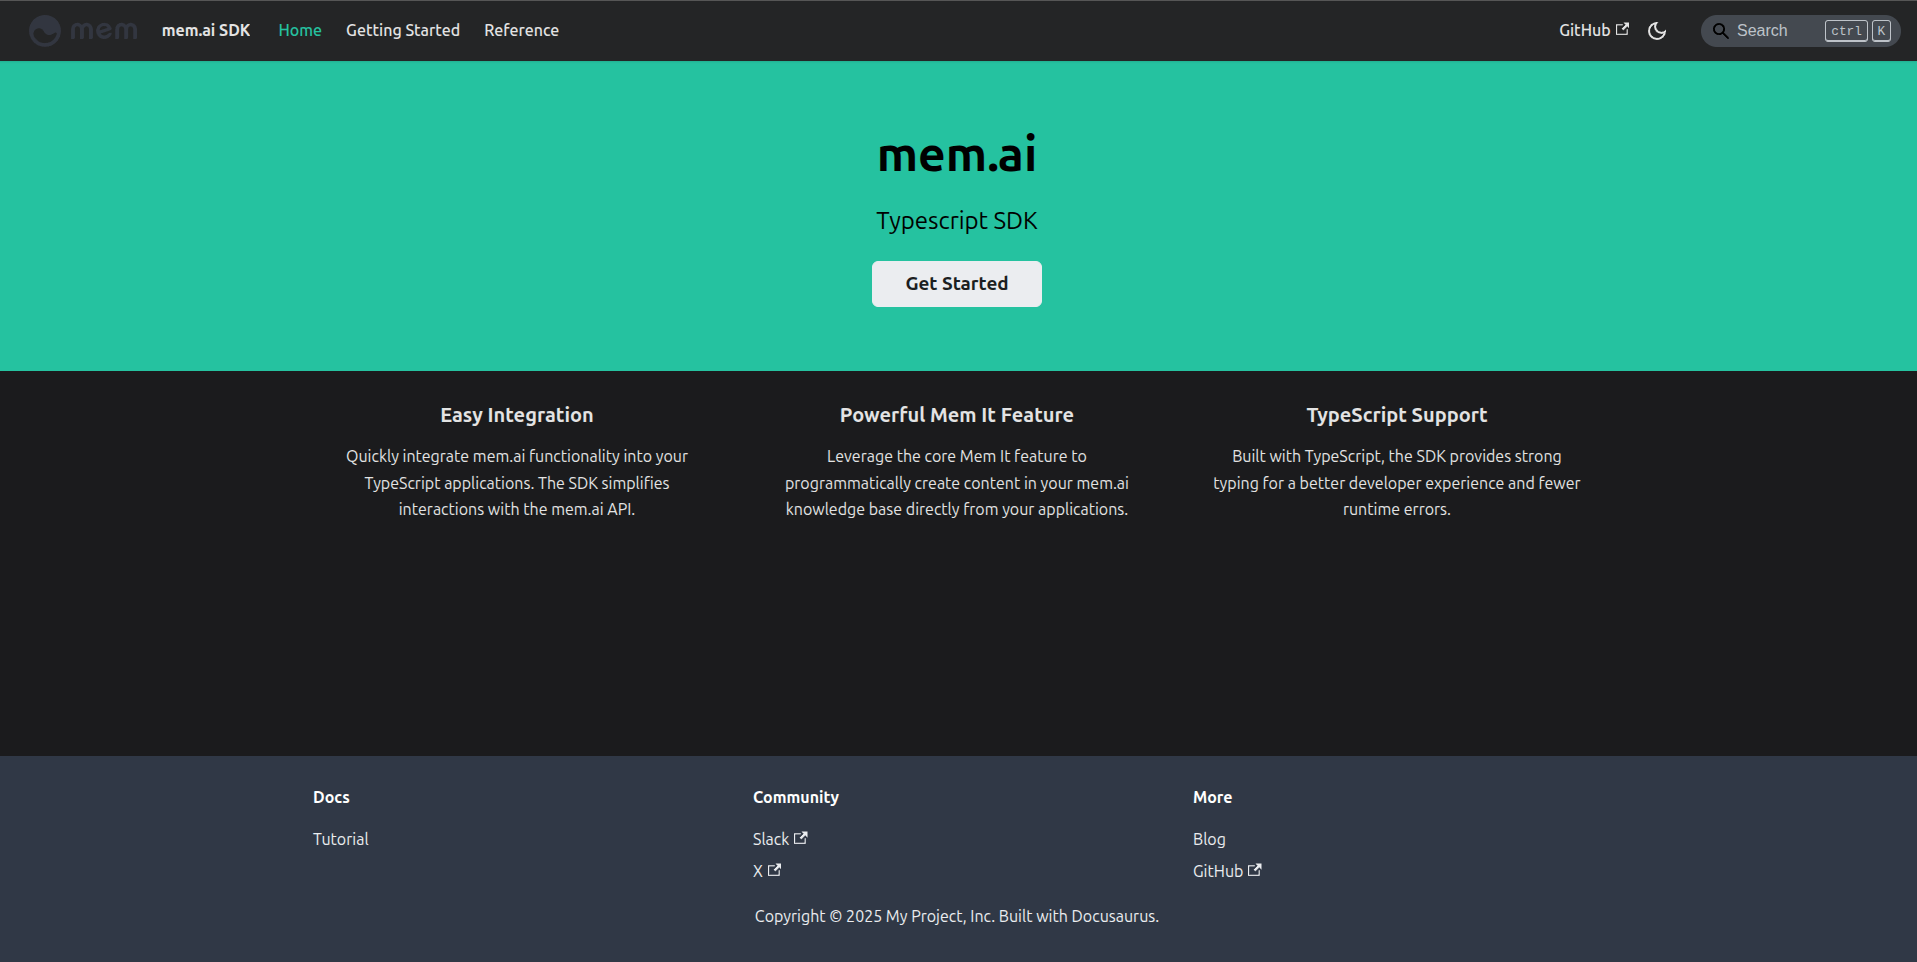 mem mem.ai SDK Home Getting Started Reference GitHub Search ctrl K
mem.ai
Typescript SDK
Get Started
Easy Integration
Quickly integrate mem.ai functionality into your
TypeScript applications. The SDK simplifies
interactions with the mem.ai API.
Powerful Mem It Feature
Leverage the core Mem It feature to
programmatically create content in your mem.ai
knowledge base directly from your applications.
TypeScript Support
Built with TypeScript, the SDK provides strong
typing for a better developer experience and fewer
runtime errors.
Docs
Tutorial
Community
Slack
X
More
Blog
GitHub
Copyright © 2025 My Project, Inc. Built with Docusaurus.